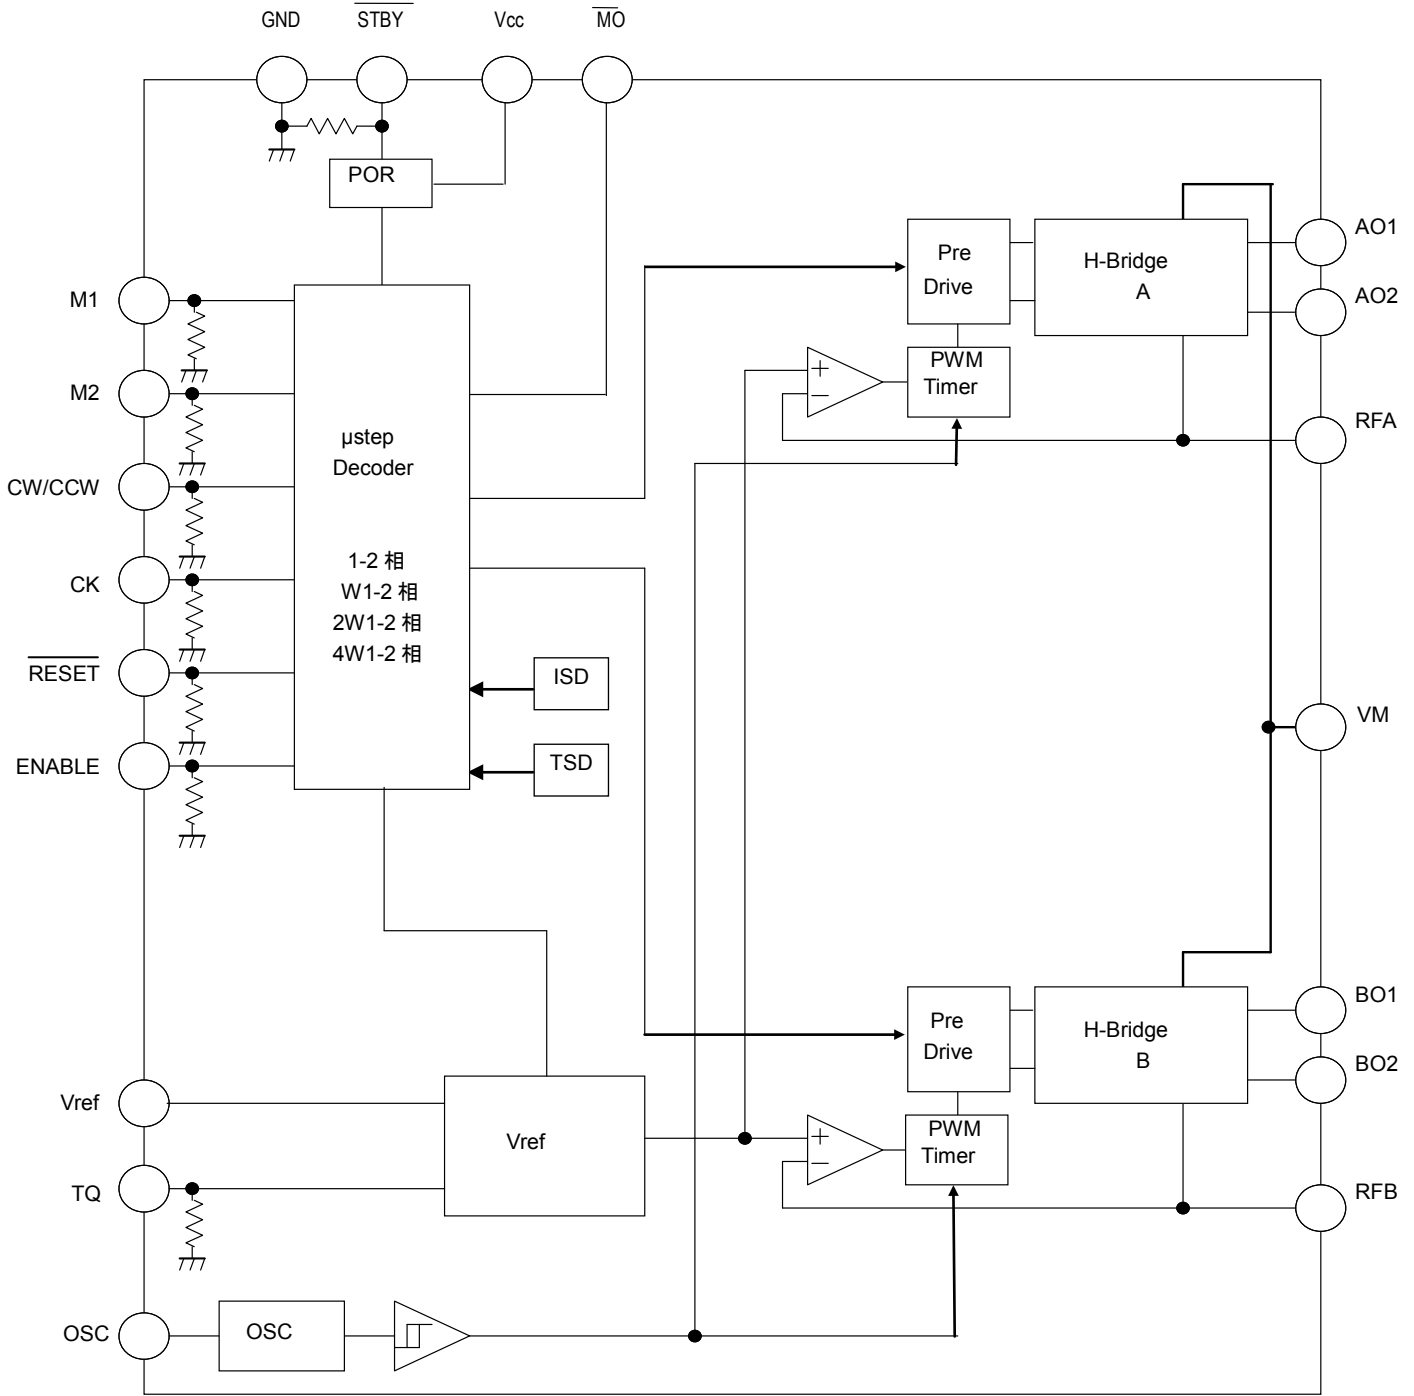 GND
STBY
Vcc
MO
POR
M1
M2
CW/CCW
CK
RESET
ENABLE
µstep
Decoder
1-2 相
W1-2 相
2W1-2 相
4W1-2 相
ISD
TSD
Pre
Drive
H-Bridge
A
PWM
Timer
+
−
AO1
AO2
RFA
VM
Pre
Drive
H-Bridge
B
PWM
Timer
+
−
BO1
BO2
RFB
Vref
TQ
Vref
OSC
OSC